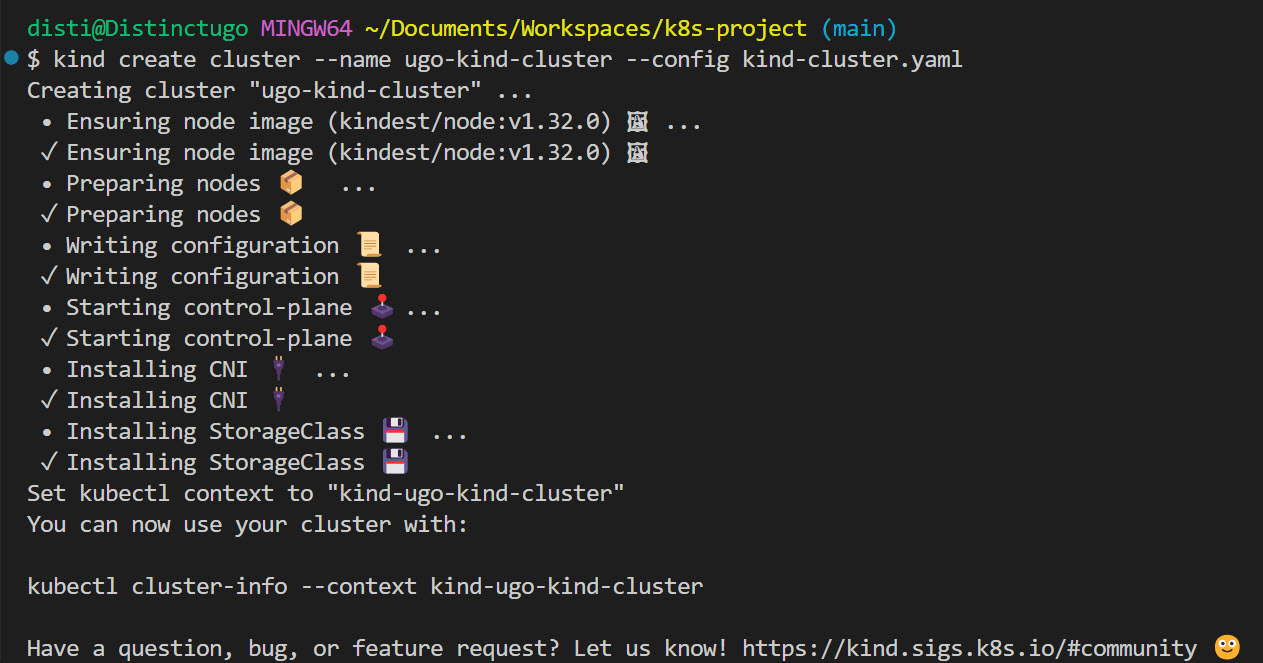 disti@Distinctugo MINGW64 ~/Documents/Workspaces/k8s-project (main)
$ kind create cluster --name ugo-kind-cluster --config kind-cluster.yaml
Creating cluster "ugo-kind-cluster" ...
• Ensuring node image (kindest/node:v1.32.0) 🖼 ...
✓ Ensuring node image (kindest/node:v1.32.0) 🖼
• Preparing nodes 📦 ...
✓ Preparing nodes 📦
• Writing configuration 📜 ...
✓ Writing configuration 📜
• Starting control-plane 🕹️ ...
✓ Starting control-plane 🕹️
• Installing CNI 🔌 ...
✓ Installing CNI 🔌
• Installing StorageClass 💾 ...
✓ Installing StorageClass 💾
Set kubectl context to "kind-ugo-kind-cluster"
You can now use your cluster with:
kubectl cluster-info --context kind-ugo-kind-cluster
Have a question, bug, or feature request? Let us know! https://kind.sigs.k8s.io/#community 🙂